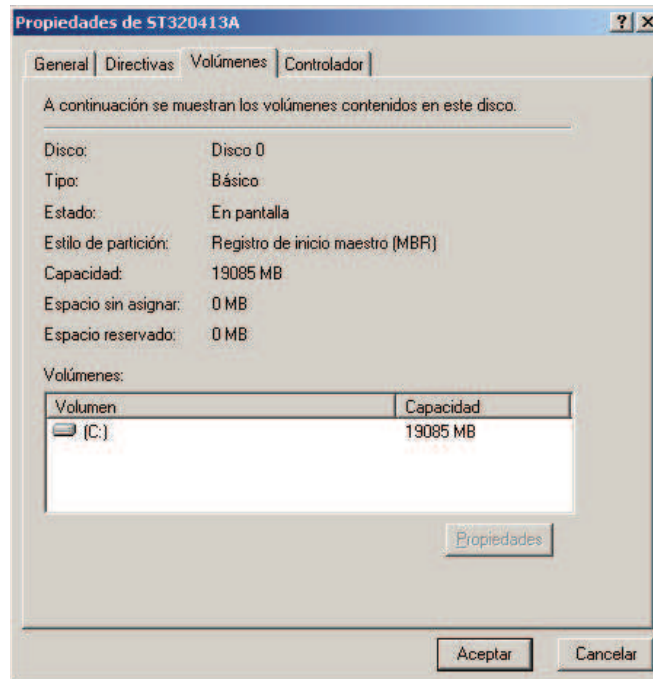 Propiedades de ST320413A
General Directivas Volúmenes Controlador
A continuación se muestran los volúmenes contenidos en este disco.
Disco: Disco 0
Tipo: Básico
Estado: En pantalla
Estilo de partición: Registro de inicio maestro (MBR)
Capacidad: 19085 MB
Espacio sin asignar: 0 MB
Espacio reservado: 0 MB
Volúmenes:
Volumen Capacidad
(C:) 19085 MB
Propiedades
Aceptar Cancelar